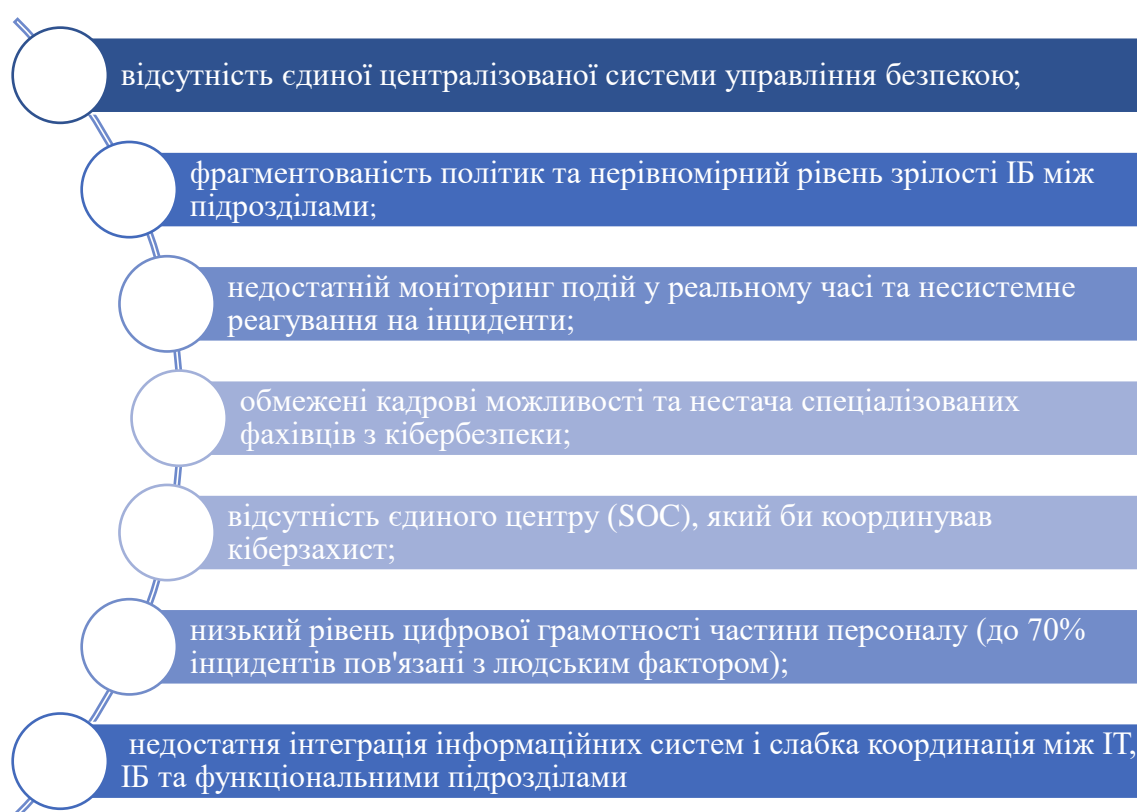 відсутність єдиної централізованої системи управління безпекою;
фрагментованість політик та нерівномірний рівень зрілості ІБ між
підрозділами;
недостатній моніторинг подій у реальному часі та несистемне
реагування на інциденти;
обмежені кадрові можливості та нестача спеціалізованих
фахівців з кібербезпеки;
відсутність єдиного центру (SOC), який би координував
кіберзахист;
низький рівень цифрової грамотності частини персоналу (до 70%
інцидентів пов'язані з людським фактором);
недостатня інтеграція інформаційних систем і слабка координація між ІТ,
ІБ та функціональними підрозділами